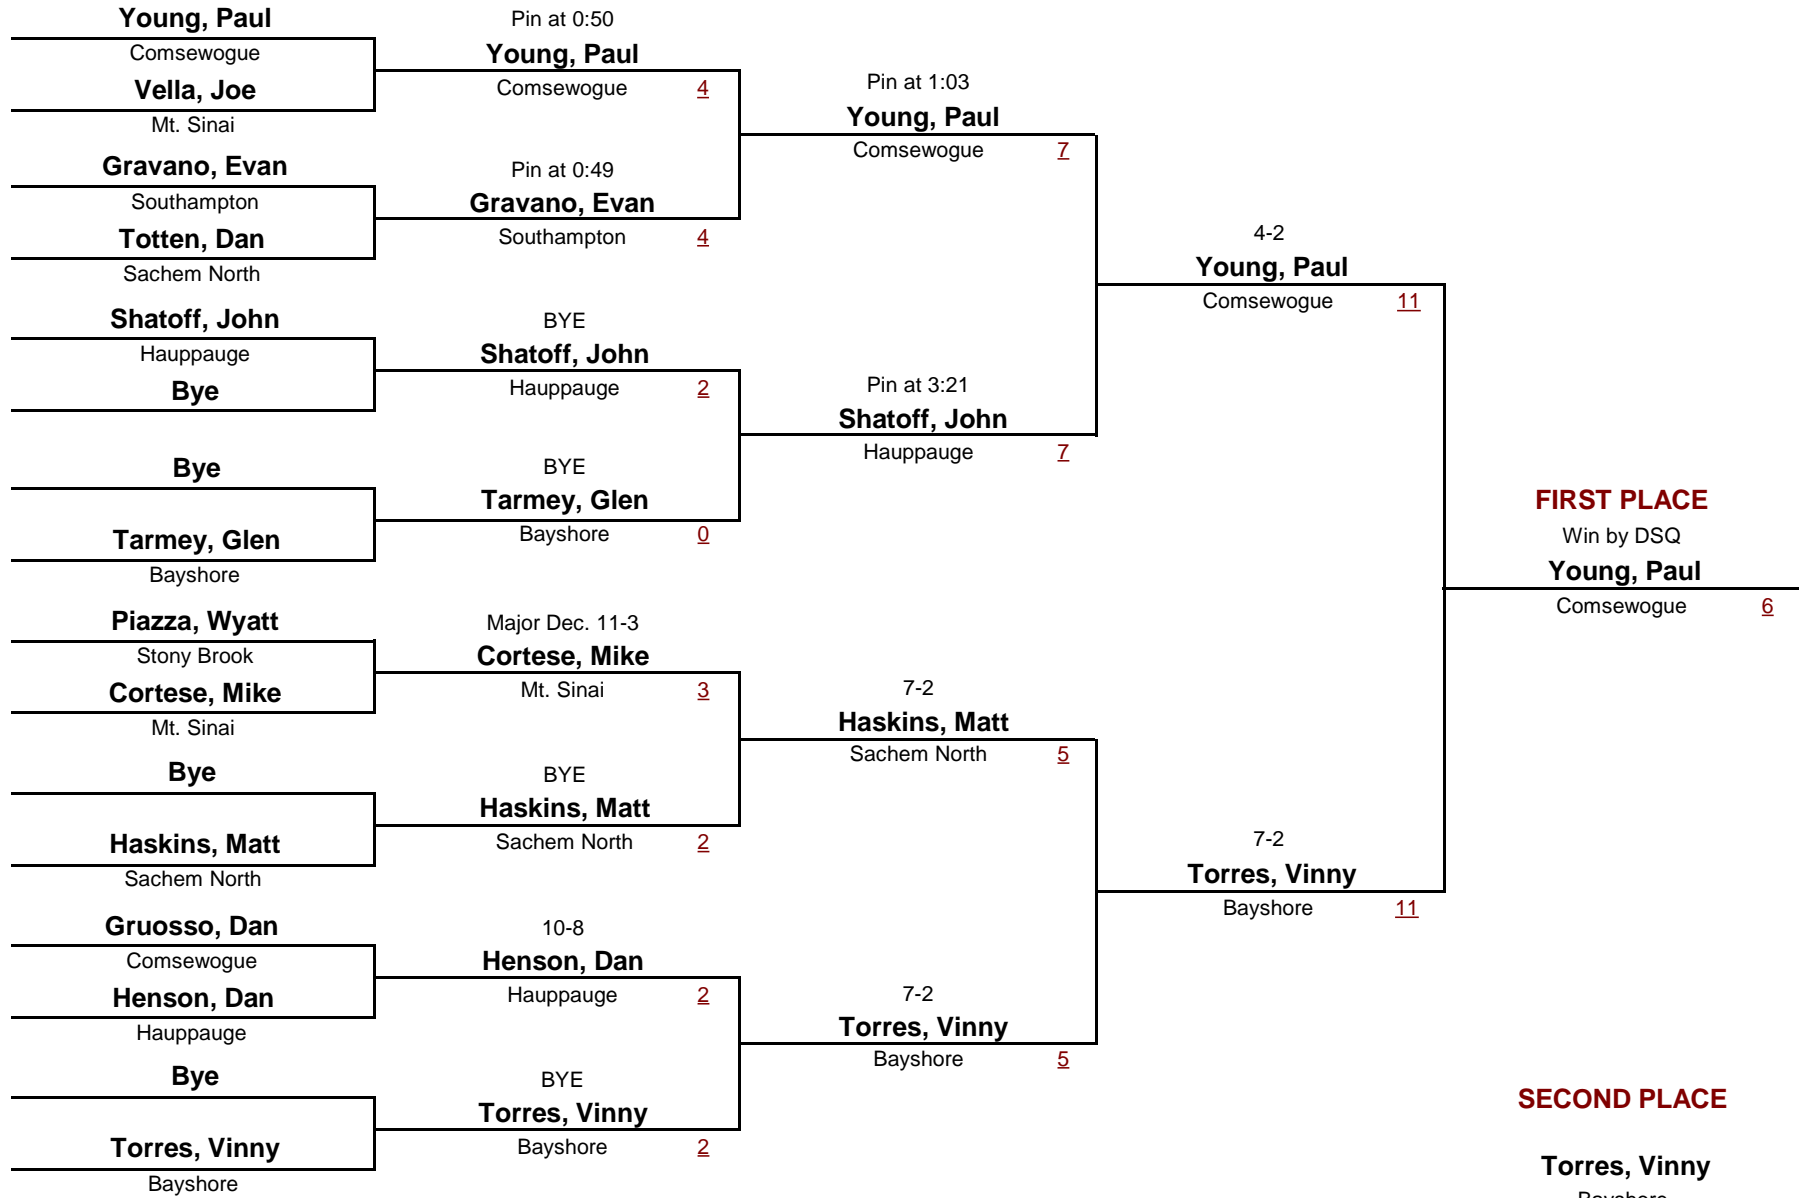 Young, Paul
Comsewogue
Vella, Joe
Mt. Sinai
Gravano, Evan
Southampton
Totten, Dan
Sachem North
Shatoff, John
Hauppauge
Bye
Bye
Tarmey, Glen
Bayshore
Piazza, Wyatt
Stony Brook
Cortese, Mike
Mt. Sinai
Bye
Haskins, Matt
Sachem North
Gruosso, Dan
Comsewogue
Henson, Dan
Hauppauge
Bye
Torres, Vinny
Bayshore
Pin at 0:50
Young, Paul
Comsewogue 4
Pin at 0:49
Gravano, Evan
Southampton 4
BYE
Shatoff, John
Hauppauge 2
BYE
Tarmey, Glen
Bayshore 0
Major Dec. 11-3
Cortese, Mike
Mt. Sinai 3
BYE
Haskins, Matt
Sachem North 2
10-8
Henson, Dan
Hauppauge 2
BYE
Torres, Vinny
Bayshore 2
Pin at 1:03
Young, Paul
Comsewogue 7
Pin at 3:21
Shatoff, John
Hauppauge 7
7-2
Haskins, Matt
Sachem North 5
7-2
Torres, Vinny
Bayshore 5
4-2
Young, Paul
Comsewogue 11
7-2
Torres, Vinny
Bayshore 11
FIRST PLACE
Win by DSQ
Young, Paul
Comsewogue 6
SECOND PLACE
Torres, Vinny
Bayshore